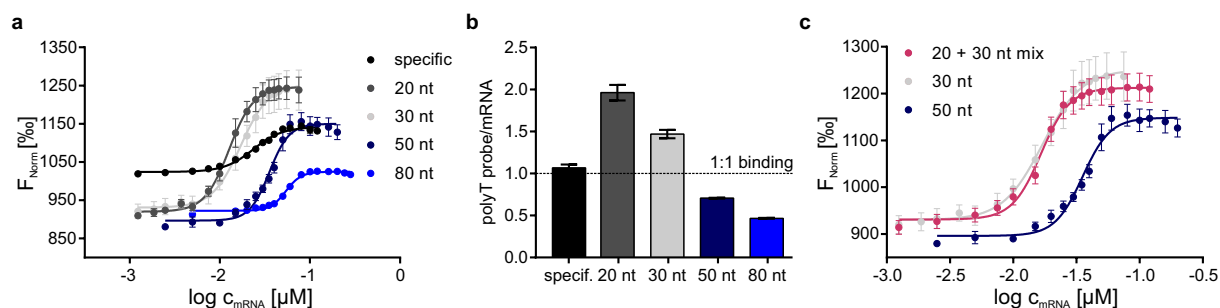 a
F_Norm [‰]
1250
1150
1050
950
850
-3
-2
-1
0
log c_mRNA [µM]
specific
20 nt
30 nt
50 nt
80 nt
b
polyT probe/mRNA
2.5
2.0
1.5
1.0
0.5
0.0
1:1 binding
specif. 20 nt 30 nt 50 nt 80 nt
c
F_Norm [‰]
1300
1200
1100
1000
900
-3.0
-2.5
-2.0
-1.5
-1.0
-0.5
log c_mRNA [µM]
20 + 30 nt mix
30 nt
50 nt